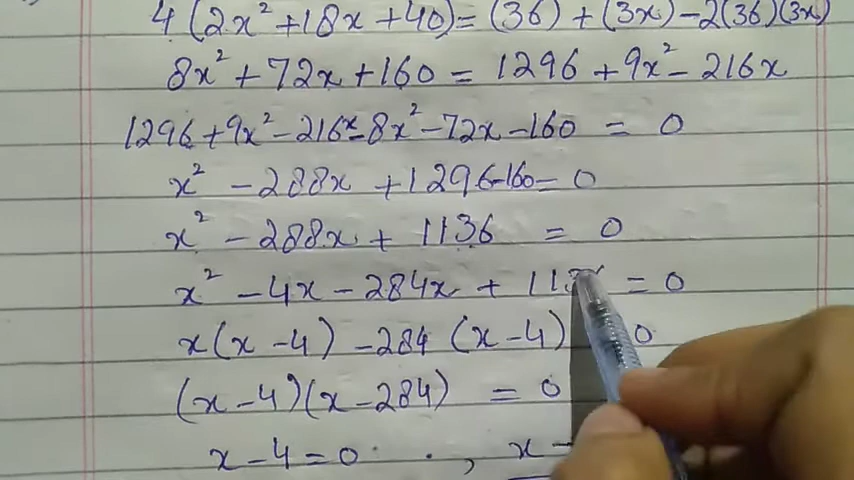 4(2x²+18x+40)=(36)+(3x)-2(36)(3x)
8x²+72x+160 = 1296+9x²-216x
1296+9x²-216x-8x²-72x-160 = 0
x²-288x+1296-160=0
x²-288x+1136 = 0
x²-4x-284x+11 = 0
x(x-4)-284(x-4) 0
(x-4)(x-284) = 0
x-4=0 , x-